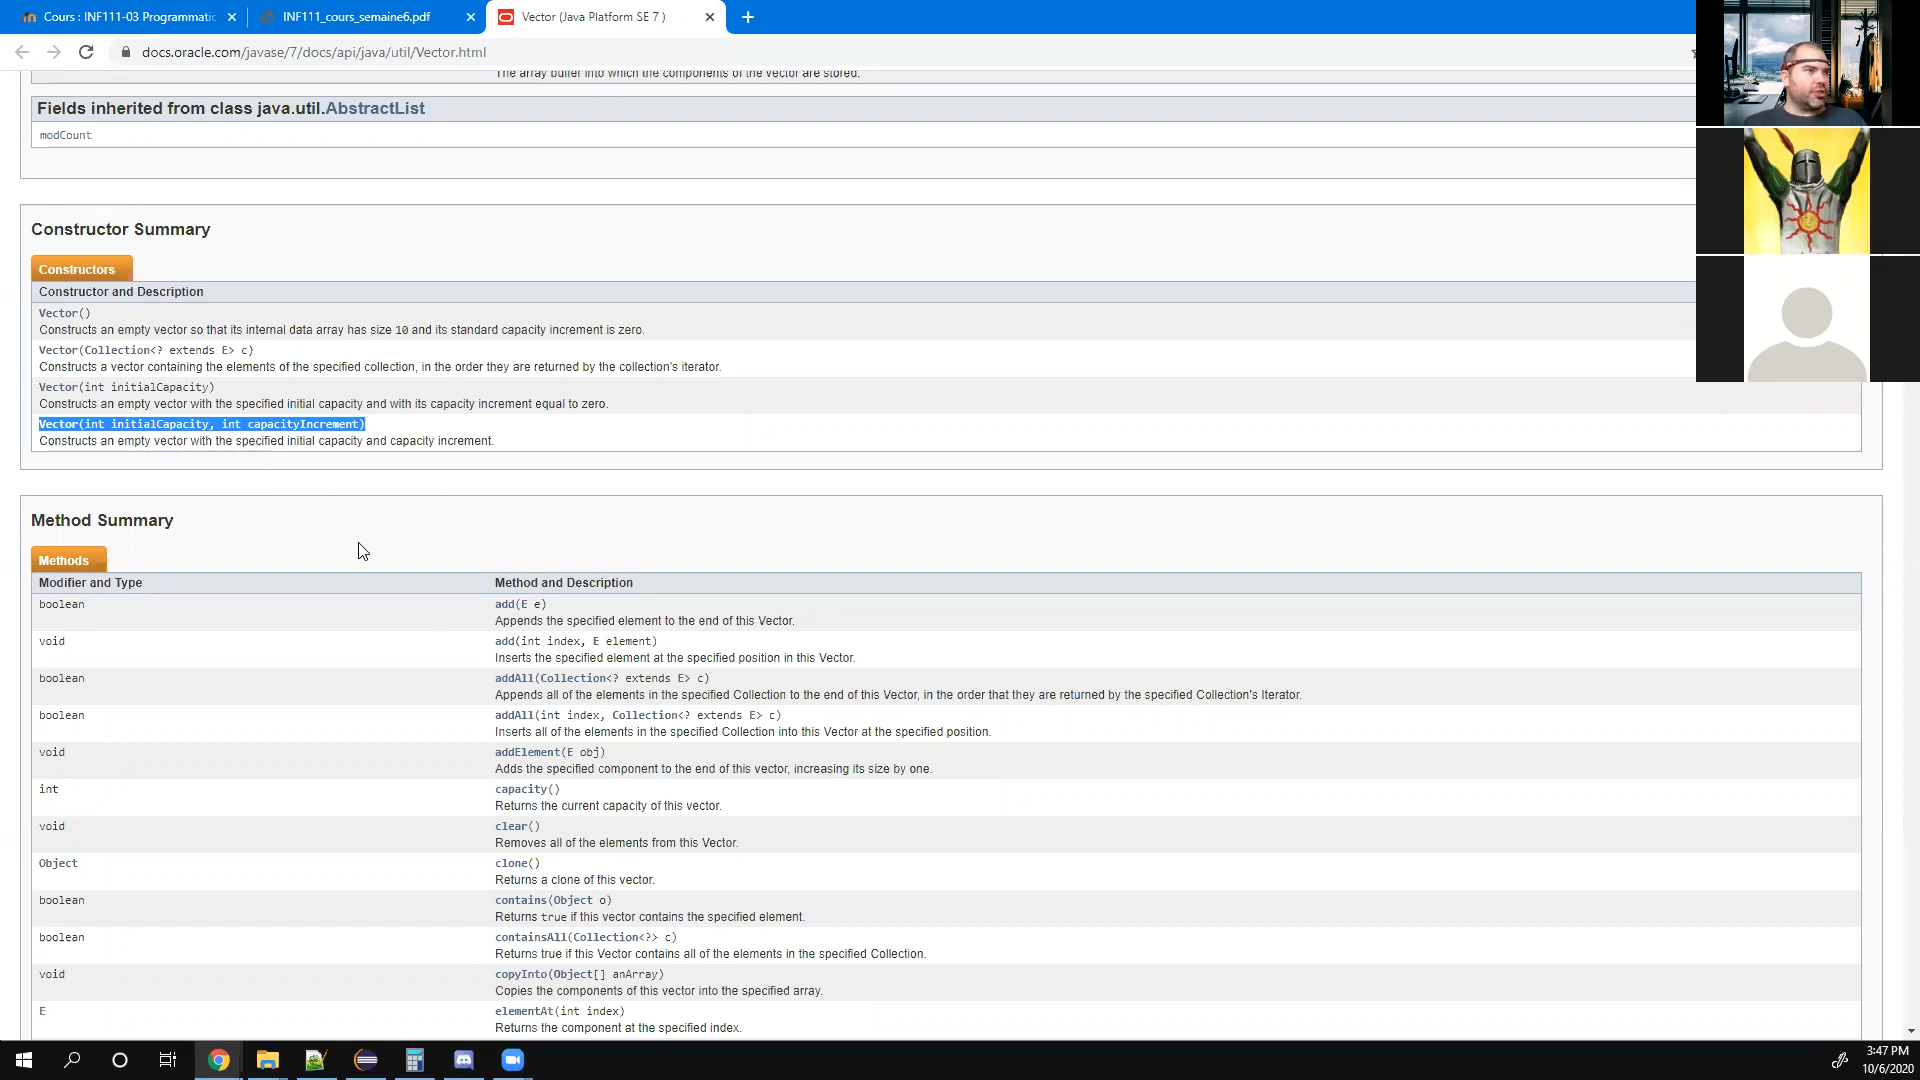 Cours : INF111-03 Programmatic
INF111_cours_semaine6.pdf
Vector (Java Platform SE 7 )
docs.oracle.com/javase/7/docs/api/java/util/Vector.html
The array buffer into which the components of the vector are stored.
Fields inherited from class java.util.AbstractList
modCount
Constructor Summary
Constructors
Constructor and Description
Vector()
Constructs an empty vector so that its internal data array has size 10 and its standard capacity increment is zero.
Vector(Collection<? extends E> c)
Constructs a vector containing the elements of the specified collection, in the order they are returned by the collection's iterator.
Vector(int initialCapacity)
Constructs an empty vector with the specified initial capacity and with its capacity increment equal to zero.
Vector(int initialCapacity, int capacityIncrement)
Constructs an empty vector with the specified initial capacity and capacity increment.
Method Summary
Methods
Modifier and Type Method and Description
boolean add(E e)
Appends the specified element to the end of this Vector.
void add(int index, E element)
Inserts the specified element at the specified position in this Vector.
boolean addAll(Collection<? extends E> c)
Appends all of the elements in the specified Collection to the end of this Vector, in the order that they are returned by the specified Collection's Iterator.
boolean addAll(int index, Collection<? extends E> c)
Inserts all of the elements in the specified Collection into this Vector at the specified position.
void addElement(E obj)
Adds the specified component to the end of this vector, increasing its size by one.
int capacity()
Returns the current capacity of this vector.
void clear()
Removes all of the elements from this Vector.
Object clone()
Returns a clone of this vector.
boolean contains(Object o)
Returns true if this vector contains the specified element.
boolean containsAll(Collection<?> c)
Returns true if this Vector contains all of the elements in the specified Collection.
void copyInto(Object[] anArray)
Copies the components of this vector into the specified array.
E elementAt(int index)
Returns the component at the specified index.
3:47 PM
10/6/2020